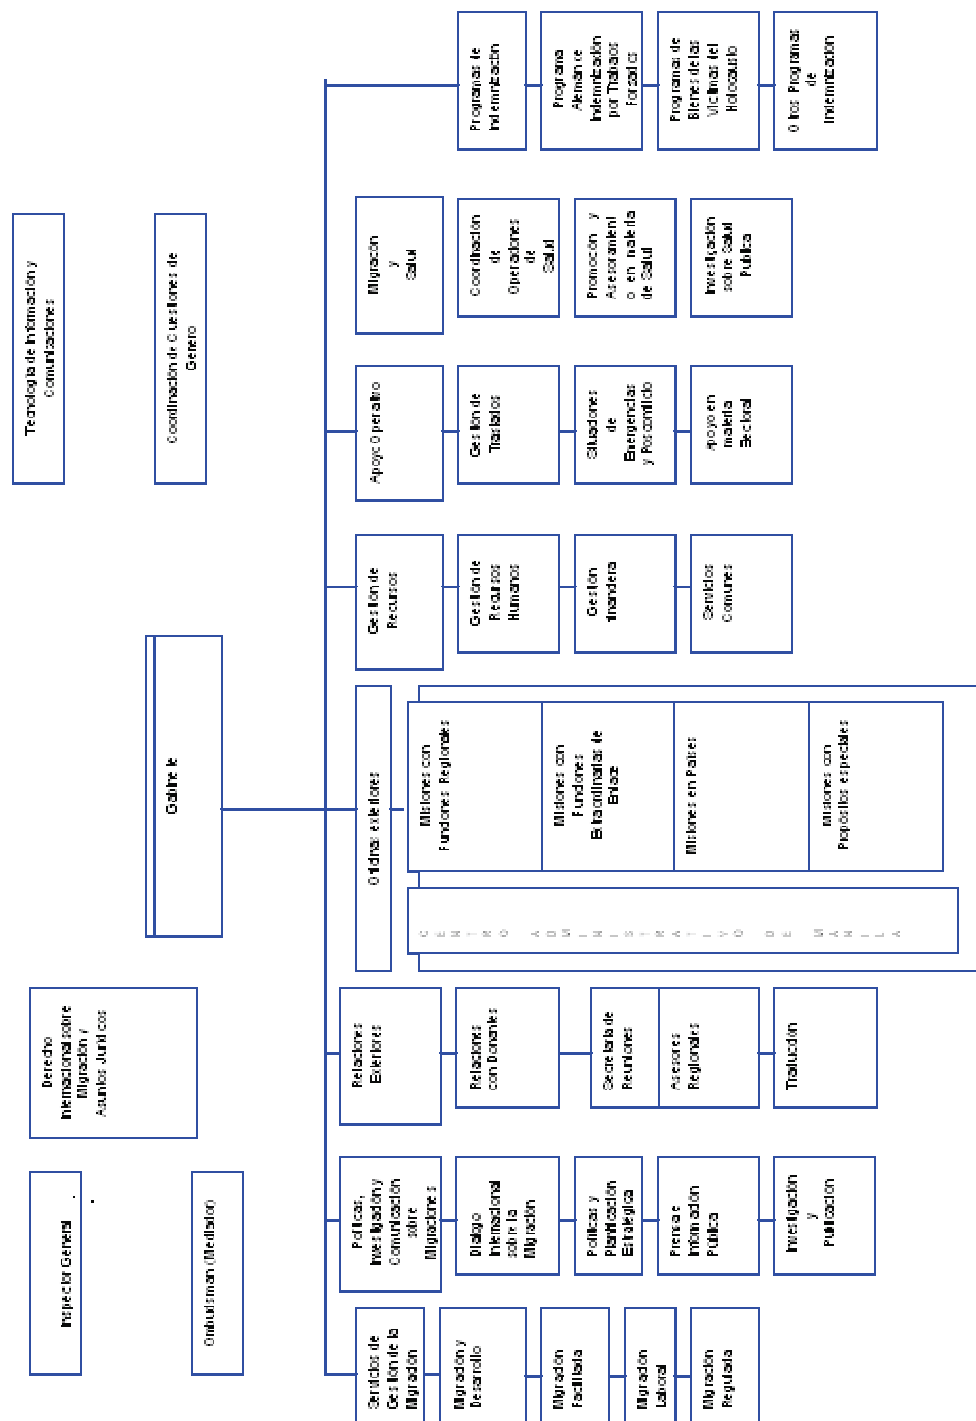 Inspector General
Ombudsman (Mediador)
Derecho
Internacional sobre
Migración /
Asuntos Jurídicos
Gabinete
Tecnología de Información y
Comunicaciones
Coordinación de Cuestiones de
Genero
Servicios de
Gestión de la
Migración
Migración y
Desarrollo
Migración
Facilitada
Migración
Laboral
Migración
Regulada
Políticas,
Investigación y
Comunicación
sobre
Migraciones
Dialogo
Internacional
sobre la
Migración
Políticas y
Planificación
Estratégica
Prensa e
Información
Publica
Investigación
y
Publicación
Relaciones
Exteriores
Relaciones
con Donantes
Secretaría de
Reuniones
Asesores
Regionales
Traducción
Oficinas exteriores
CENTRO ADMINISTRATIVO DE MANILA
Misiones con
Funciones Regionales
Misiones con
Funciones
Extraordinarias de
Enlace
Misiones en Países
Misiones con
Propósitos especiales
Gestión de
Recursos
Gestión de
Recursos
Humanos
Gestión
Financiera
Servicios
Comunes
Apoyo Operativo
Gestión de
Traslados
Situaciones
de
Emergencias
y Posconflicto
Apoyo en
materia
Sectoral
Migración
y
Salud
Coordinación
de
Operaciones
de
Salud
Promoción y
Asesoramient
o en materia
de Salud
Investigación
sobre Salud
Publica
Programas de
Indemnización
Programa
Alemán de
Indemnización
por Trabajos
Forzados
Programas de
Bienes de las
Victimas del
Holocausto
Otros Programas
de
Indemnización